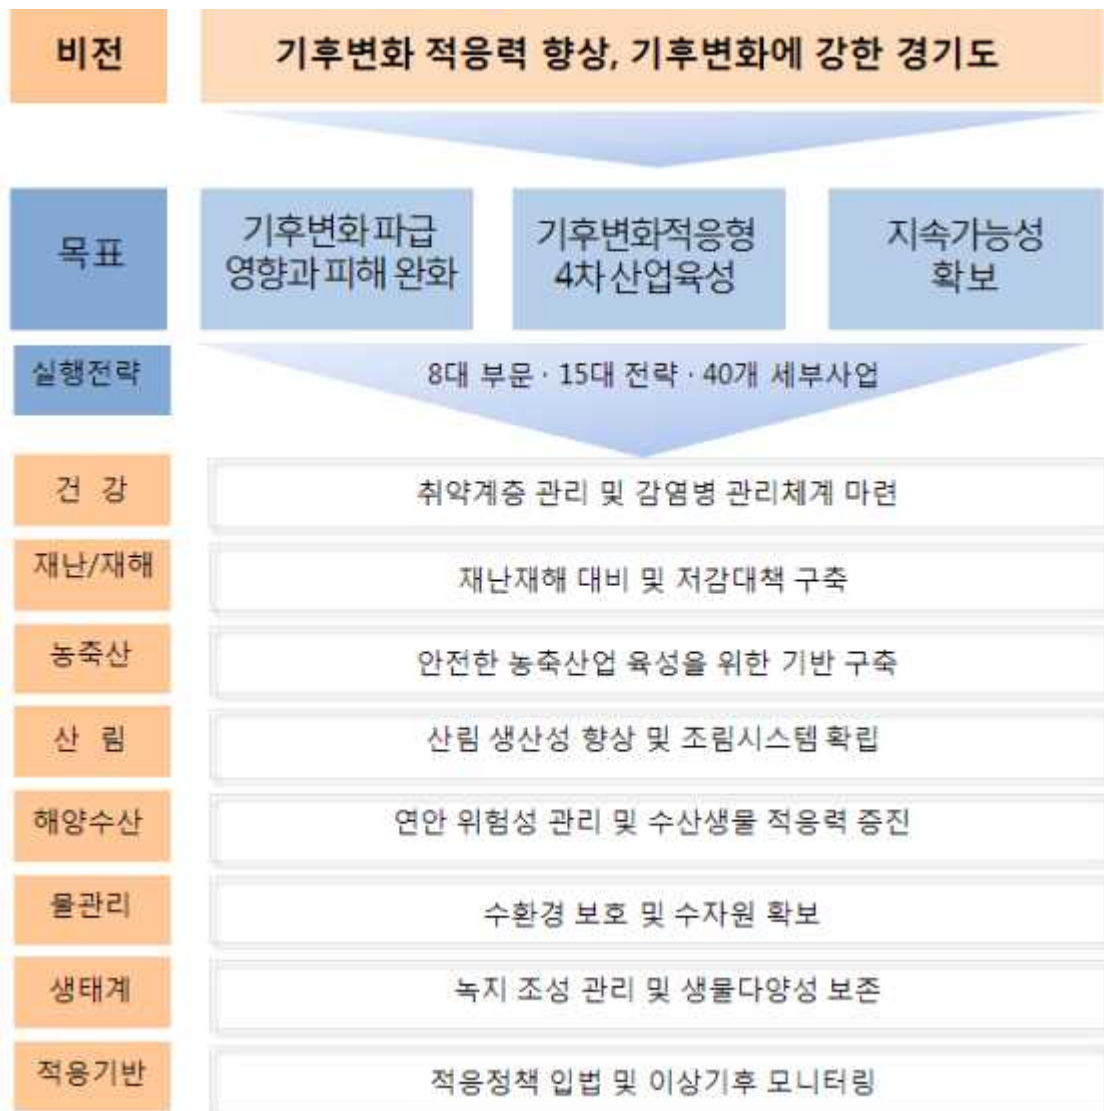 비전
기후변화 적응력 향상, 기후변화에 강한 경기도
목표
기후변화 파급
영향과 피해 완화
기후변화적응형
4차 산업육성
지속가능성
확보
실행전략
8대 부문 · 15대 전략 · 40개 세부사업
건 강
취약계층 관리 및 감염병 관리체계 마련
재난/재해
재난재해 대비 및 저감대책 구축
농축산
안전한 농축산업 육성을 위한 기반 구축
산 림
산림 생산성 향상 및 조림시스템 확립
해양수산
연안 위험성 관리 및 수산생물 적응력 증진
물관리
수환경 보호 및 수자원 확보
생태계
녹지 조성 관리 및 생물다양성 보존
적응기반
적응정책 입법 및 이상기후 모니터링